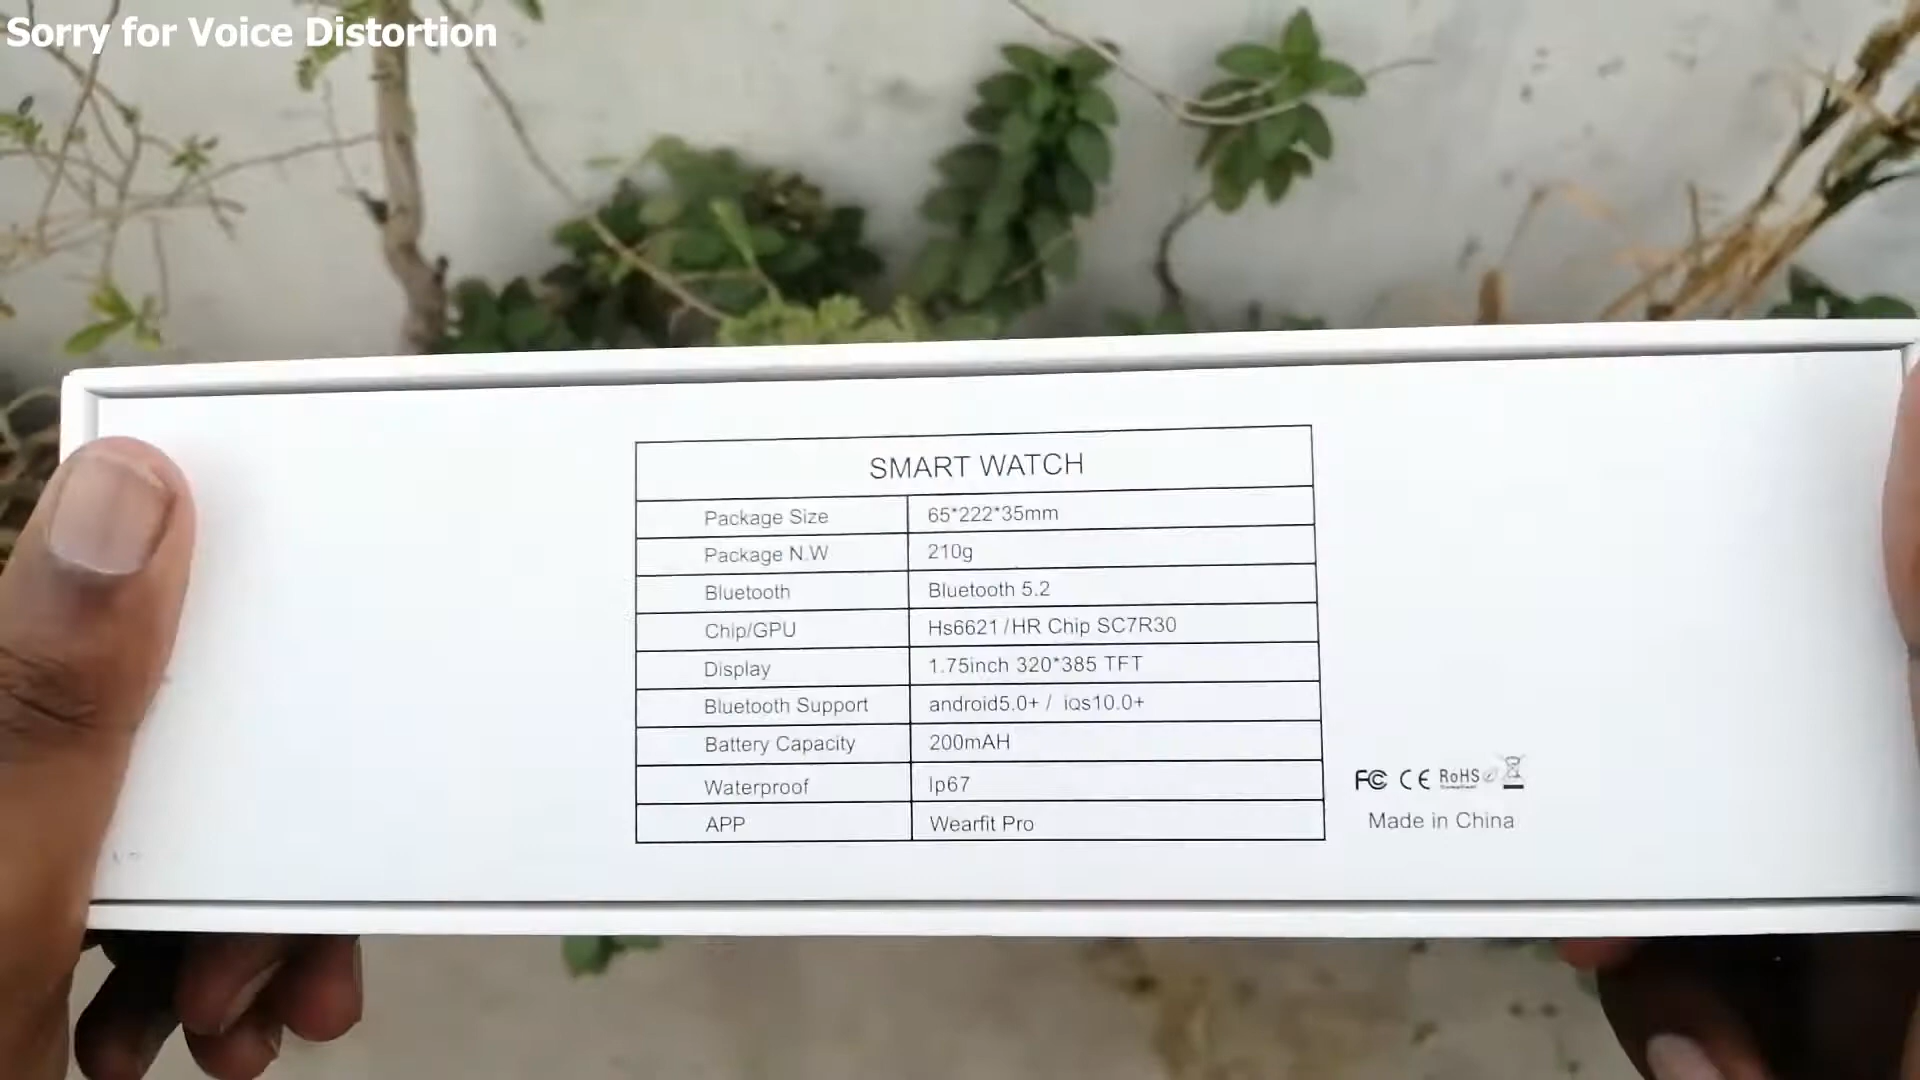 Sorry for Voice Distortion
SMART WATCH
Package Size 65*222*35mm
Package N.W 210g
Bluetooth Bluetooth 5.2
Chip/GPU Hs6621/HR Chip SC7R30
Display 1.75inch 320*385 TFT
Bluetooth Support android5.0+ / ios10.0+
Battery Capacity 200mAH
Waterproof Ip67
APP Wearfit Pro
FC CE RoHS
Made in China